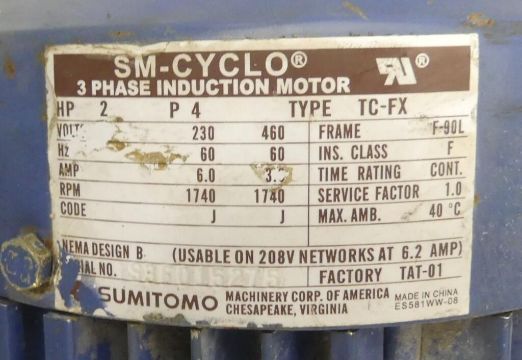 SM-CYCLO®
3 PHASE INDUCTION MOTOR
HP 2 P 4 TYPE TC-FX
230 460 FRAME F-90L
Hz 60 60 INS. CLASS F
AMP 6.0 TIME RATING CONT.
RPM 1740 1740 SERVICE FACTOR 1.0
CODE J J MAX. AMB. 40 °C
NEMA DESIGN B (USABLE ON 208V NETWORKS AT 6.2 AMP)
NO. FACTORY TAT-01
SUMITOMO MACHINERY CORP. OF AMERICA
CHESAPEAKE, VIRGINIA
MADE IN CHINA
ES581WW-08